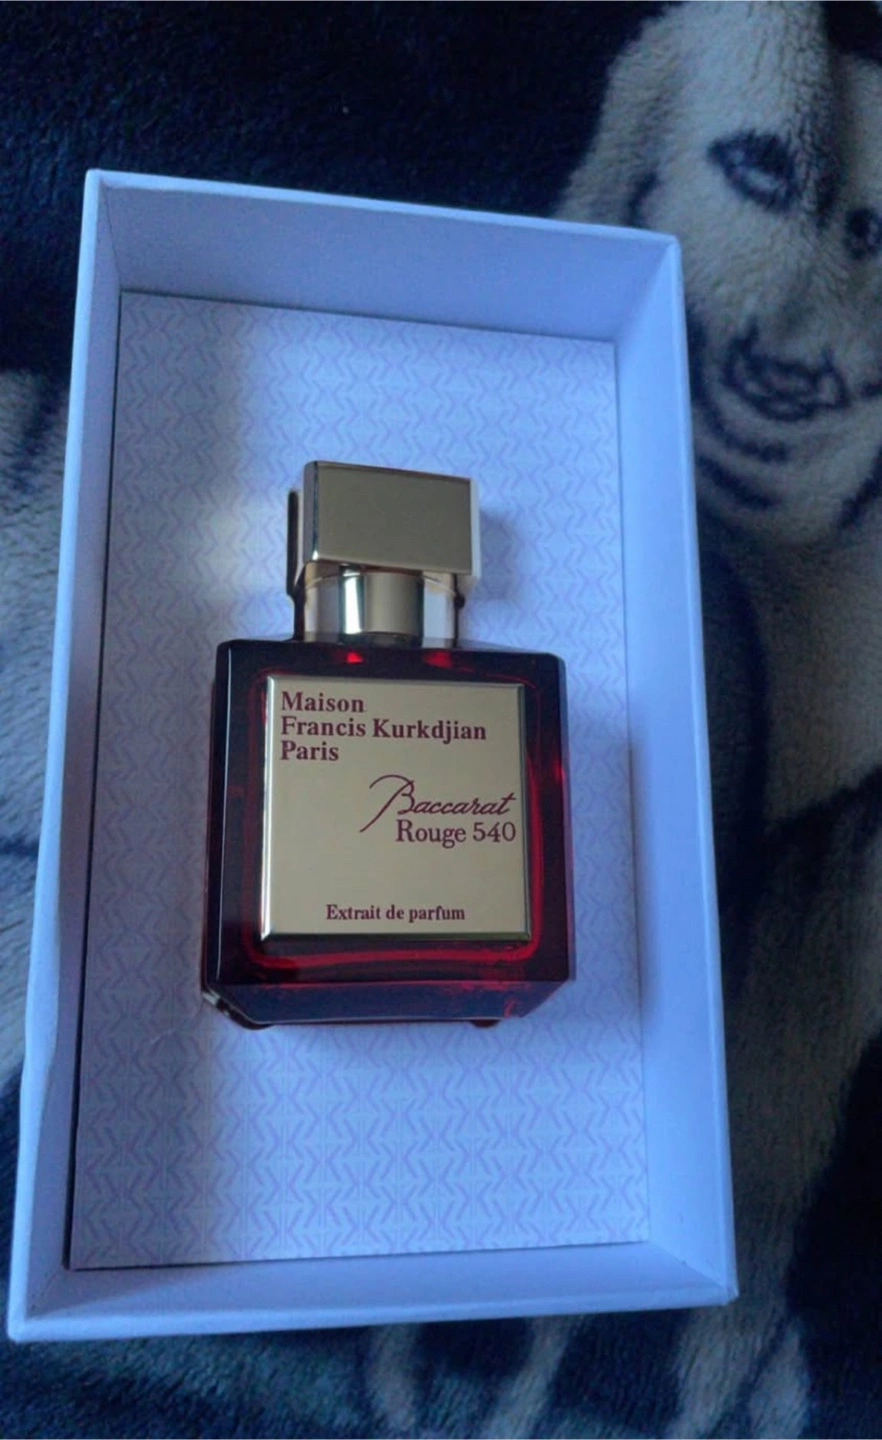 Maison
Francis Kurkdjian
Paris
Baccarat
Rouge 540
Extrait de parfum